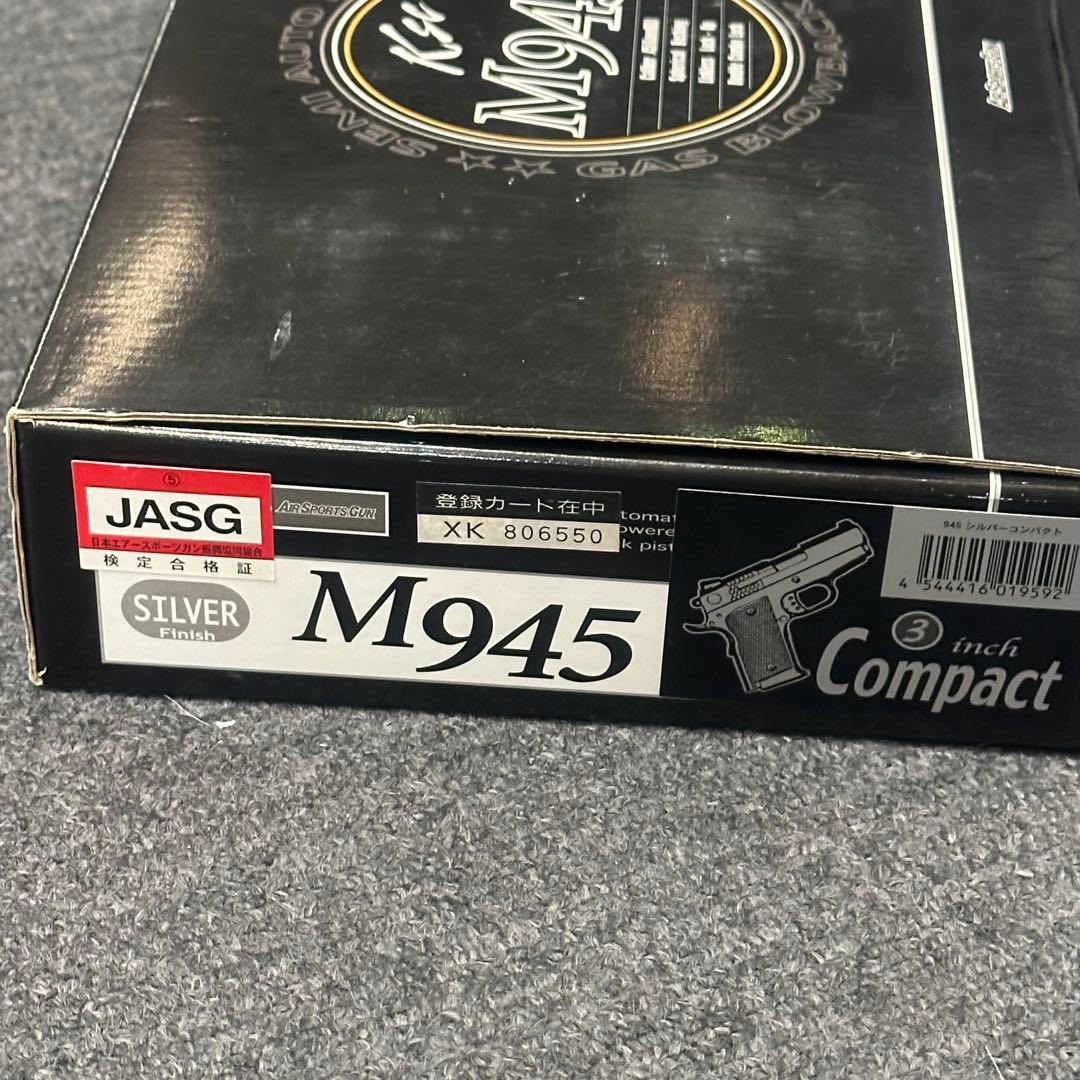 SEMI AUTO
GAS BLOWBACK
Ksc
M945
⑤
JASG
日本エアースポーツガン振興協同組合
検定合格証
AIR SPORTS GUN
登録カード在中
XK 806550
SILVER
Finish
M945
945 シルバーコンパクト
4 544416 019592
3 inch
Compact